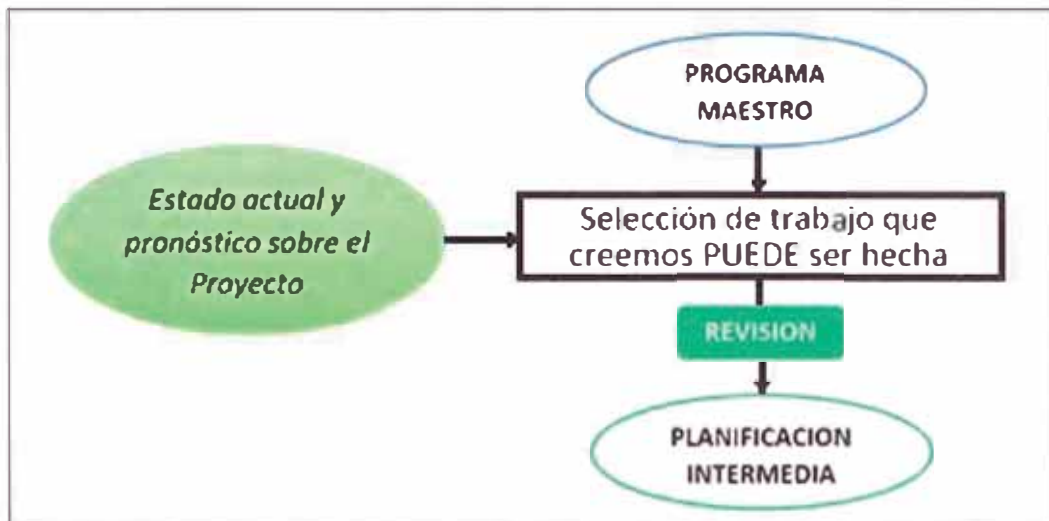 PROGRAMA
MAESTRO
Estado actual y
pronóstico sobre el
Proyecto
Selección de trabajo que
creemos PUEDE ser hecha
REVISION
PLANIFICACION
INTERMEDIA